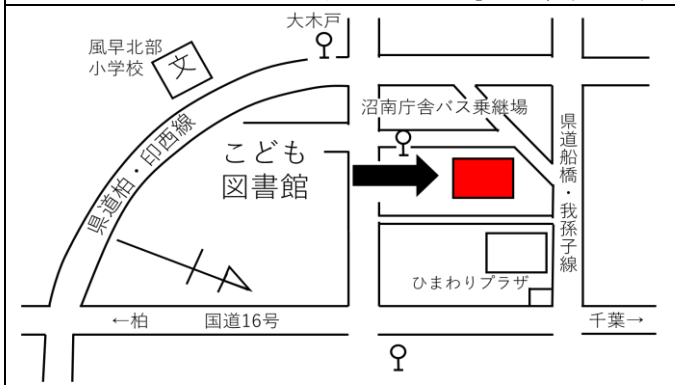 大木戸
風早北部
小学校
文
沼南庁舎バス乗継場
県道柏・印西線
こども
図書館
県道船橋・我孫子線
ひまわりプラザ
←柏
国道16号
千葉→